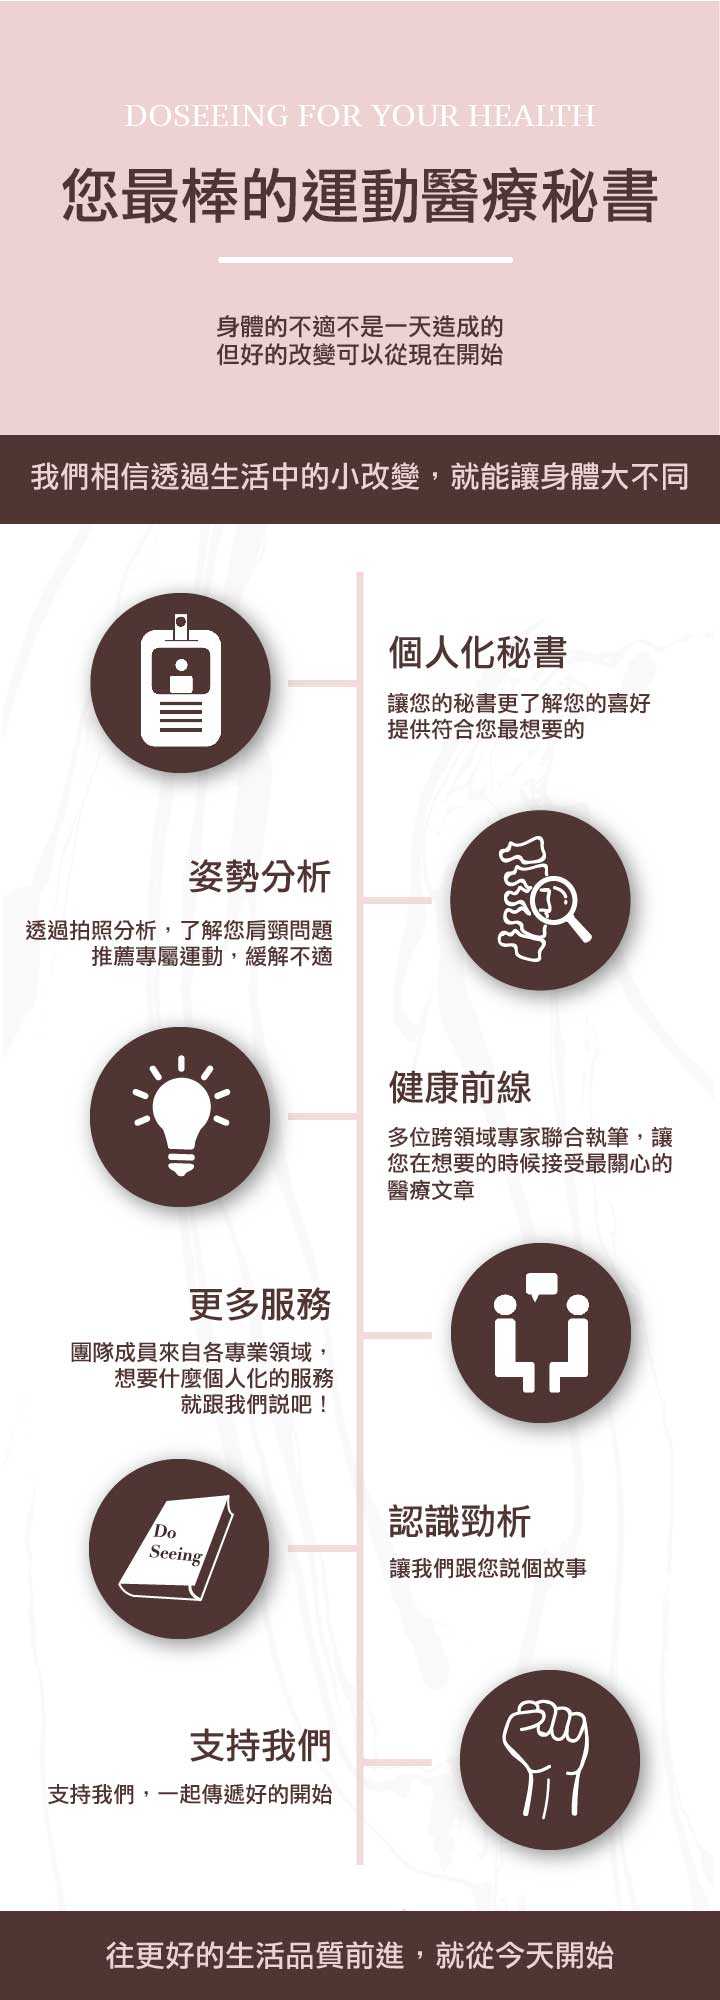 DOSEEING FOR YOUR HEALTH
您最棒的運動醫療秘書
身體的不適不是一天造成的
但好的改變可以從現在開始
我們相信透過生活中的小改變，就能讓身體大不同
個人化秘書
讓您的秘書更了解您的喜好
提供符合您最想要的
姿勢分析
透過拍照分析，了解您肩頸問題
推薦專屬運動，緩解不適
健康前線
多位跨領域專家聯合執筆，讓
您在想要的時候接受最關心的
醫療文章
更多服務
團隊成員來自各專業領域，
想要什麼個人化的服務
就跟我們説吧！
Do
Seeing
認識勁析
讓我們跟您説個故事
支持我們
支持我們，一起傳遞好的開始
往更好的生活品質前進，就從今天開始